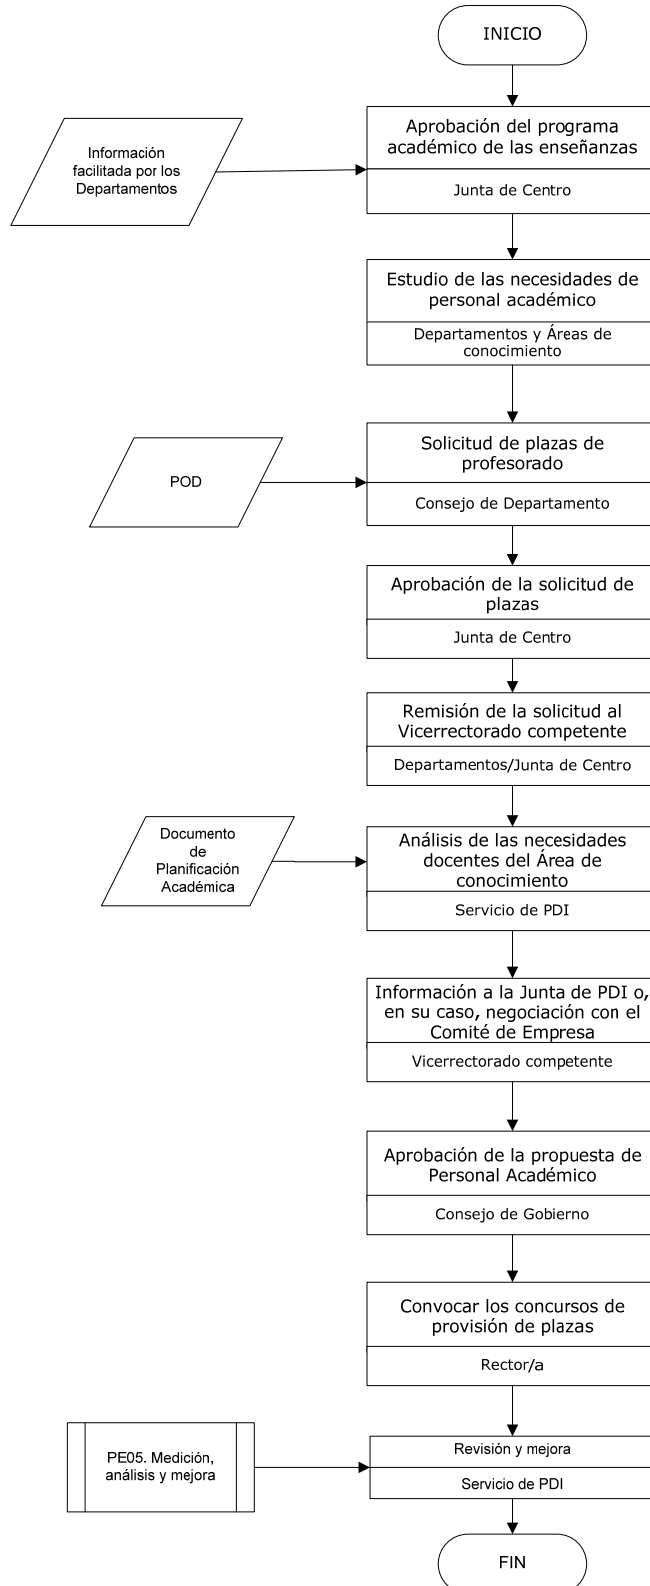 INICIO
Aprobación del programa
académico de las enseñanzas
Junta de Centro
Información
facilitada por los
Departamentos
Estudio de las necesidades de
personal académico
Departamentos y Áreas de
conocimiento
Solicitud de plazas de
profesorado
Consejo de Departamento
POD
Aprobación de la solicitud de
plazas
Junta de Centro
Remisión de la solicitud al
Vicerrectorado competente
Departamentos/Junta de Centro
Documento
de
Planificación
Académica
Análisis de las necesidades
docentes del Área de
conocimiento
Servicio de PDI
Información a la Junta de PDI o,
en su caso, negociación con el
Comité de Empresa
Vicerrectorado competente
Aprobación de la propuesta de
Personal Académico
Consejo de Gobierno
Convocar los concursos de
provisión de plazas
Rector/a
PE05. Medición,
análisis y mejora
Revisión y mejora
Servicio de PDI
FIN